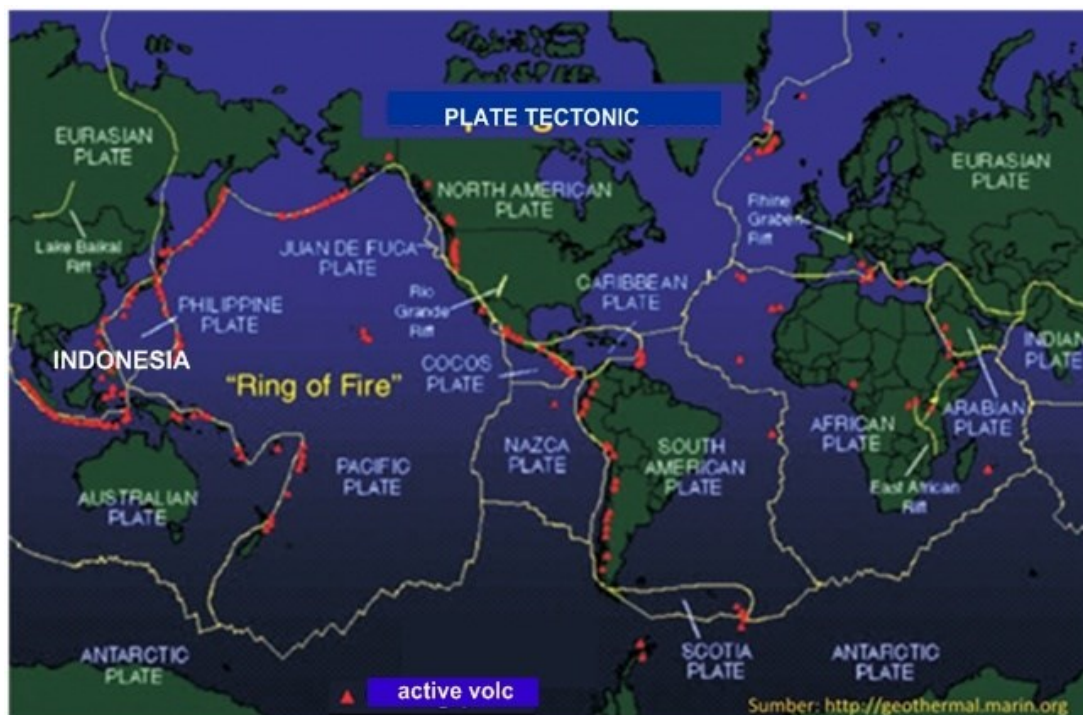 PLATE TECTONIC
EURASIAN
PLATE
EURASIAN
PLATE
NORTH AMERICAN
PLATE
Rhine
Graben
Rift
Lake Baikal
Rift
JUAN DE FUCA
PLATE
CARIBBEAN
PLATE
Rio
Grande
Rift
PHILIPPINE
PLATE
INDONESIA
INDIAN
PLATE
COCOS
PLATE
"Ring of Fire"
ARABIAN
PLATE
AFRICAN
PLATE
NAZCA
PLATE
SOUTH
AMERICAN
PLATE
PACIFIC
PLATE
AUSTRALIAN
PLATE
East African
Rift
ANTARCTIC
PLATE
SCOTIA
PLATE
ANTARCTIC
PLATE
active volc
Sumber: http://geothermal.marin.org